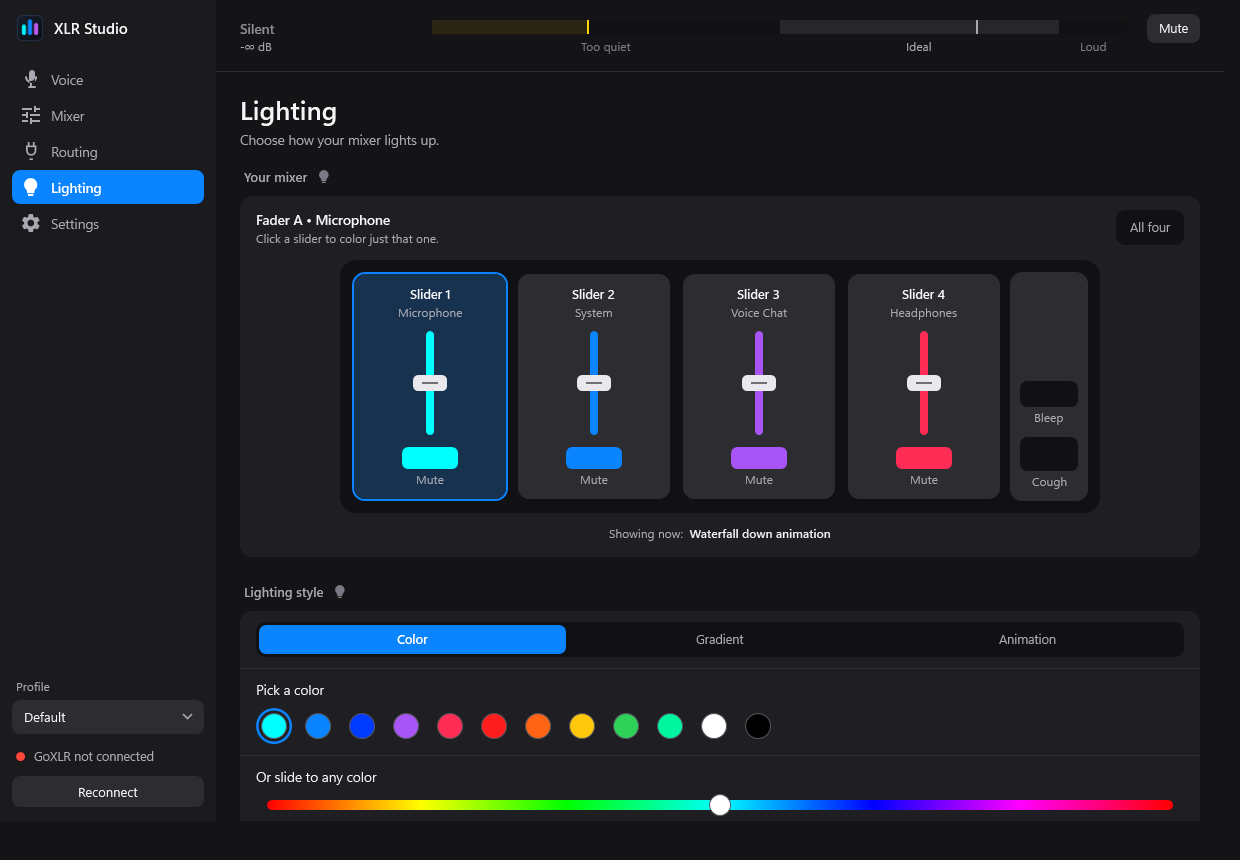 XLR Studio
Voice
Mixer
Routing
Lighting
Settings
Profile
Default
GoXLR not connected
Reconnect
Silent
-∞ dB
Too quiet
Ideal
Loud
Mute
Lighting
Choose how your mixer lights up.
Your mixer
Fader A • Microphone
Click a slider to color just that one.
All four
Slider 1
Microphone
Mute
Slider 2
System
Mute
Slider 3
Voice Chat
Mute
Slider 4
Headphones
Mute
Bleep
Cough
Showing now: Waterfall down animation
Lighting style
Color
Gradient
Animation
Pick a color
Or slide to any color